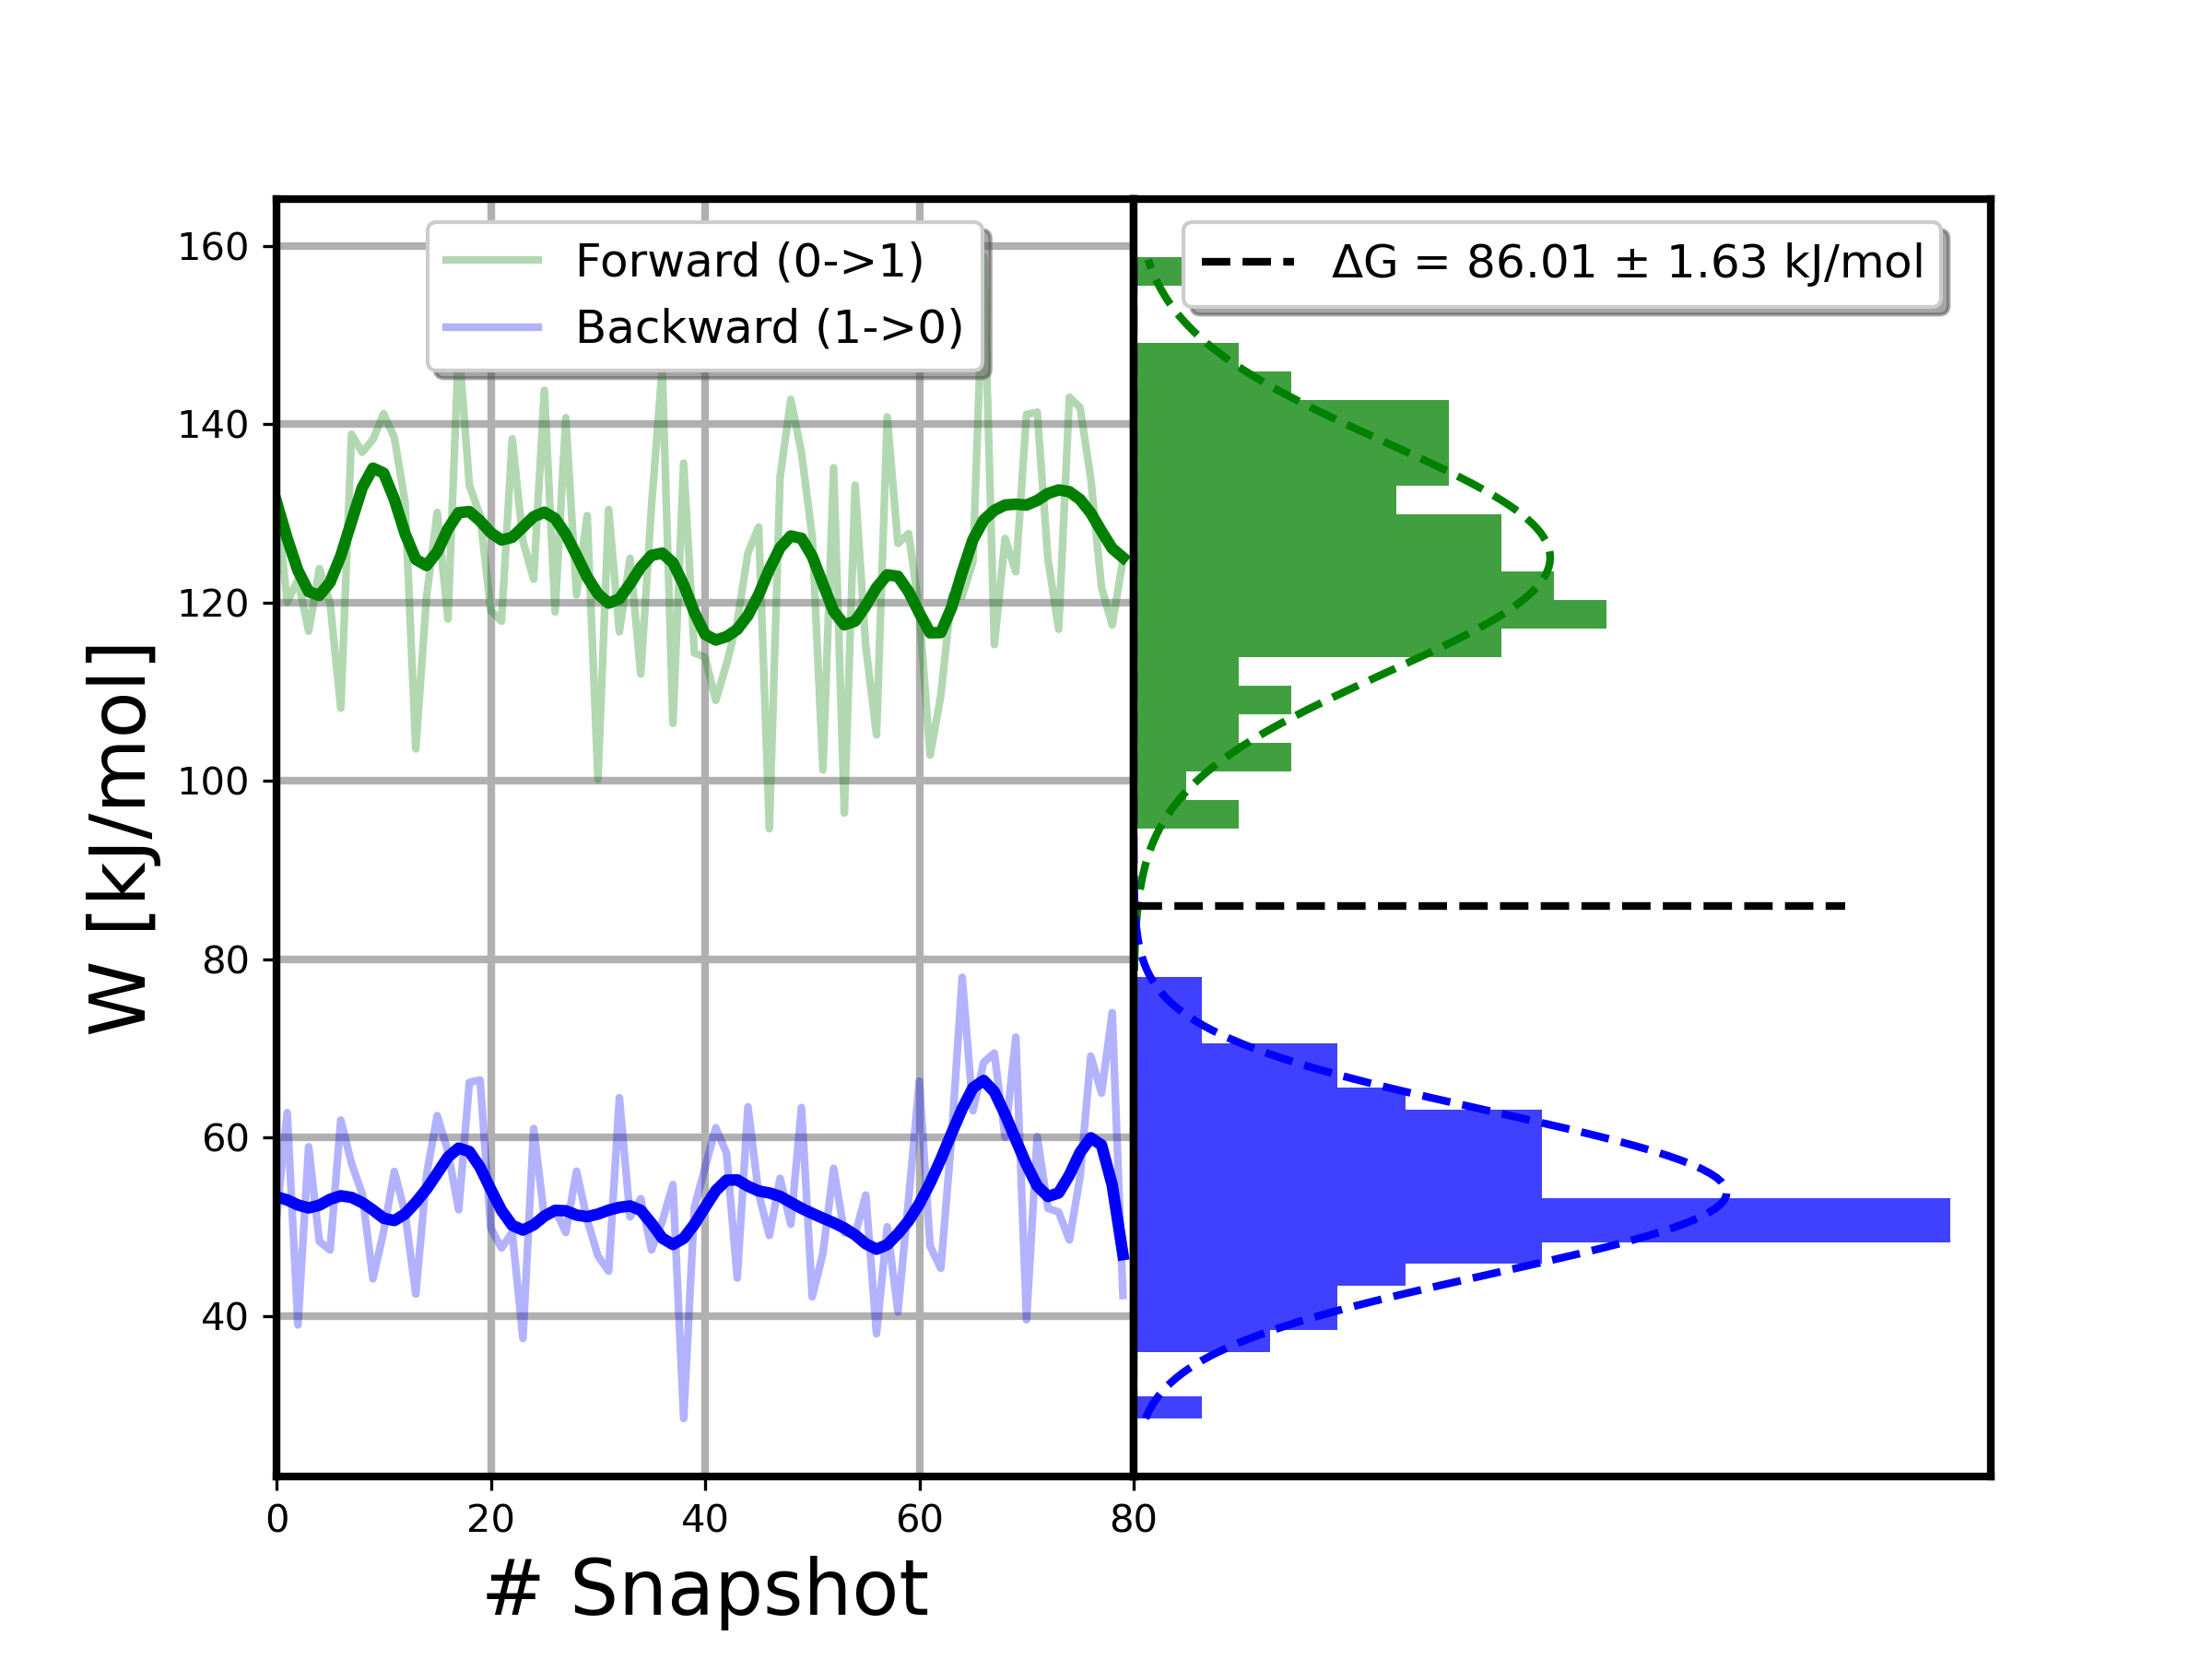 Forward (0->1)
Backward (1->0)
ΔG = 86.01 ± 1.63 kJ/mol
W [kJ/mol]
160
140
120
100
80
60
40
0 20 40 60 80
# Snapshot